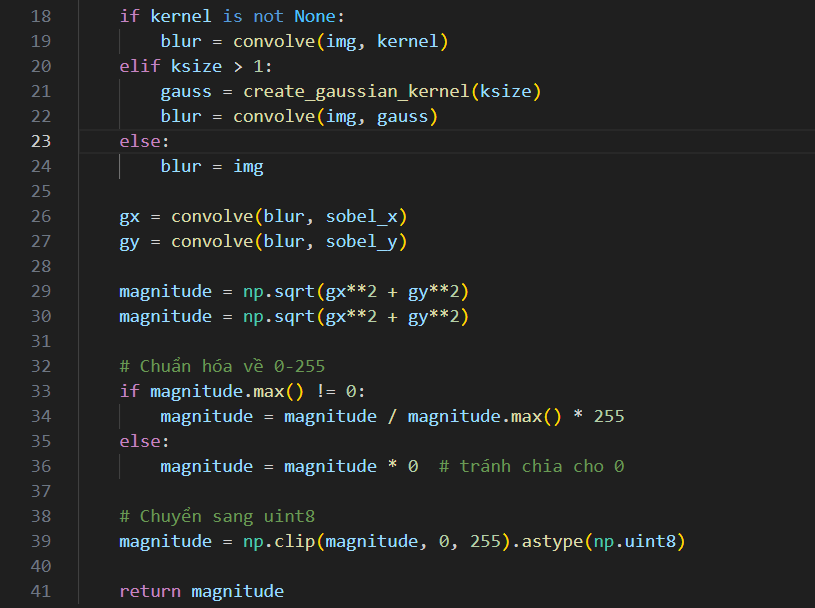 18 if kernel is not None:
19 blur = convolve(img, kernel)
20 elif ksize > 1:
21 gauss = create_gaussian_kernel(ksize)
22 blur = convolve(img, gauss)
23 else:
24 blur = img
25
26 gx = convolve(blur, sobel_x)
27 gy = convolve(blur, sobel_y)
28
29 magnitude = np.sqrt(gx**2 + gy**2)
30 magnitude = np.sqrt(gx**2 + gy**2)
31
32 # Chuẩn hóa về 0-255
33 if magnitude.max() != 0:
34 magnitude = magnitude / magnitude.max() * 255
35 else:
36 magnitude = magnitude * 0  # tránh chia cho 0
37
38 # Chuyển sang uint8
39 magnitude = np.clip(magnitude, 0, 255).astype(np.uint8)
40
41 return magnitude